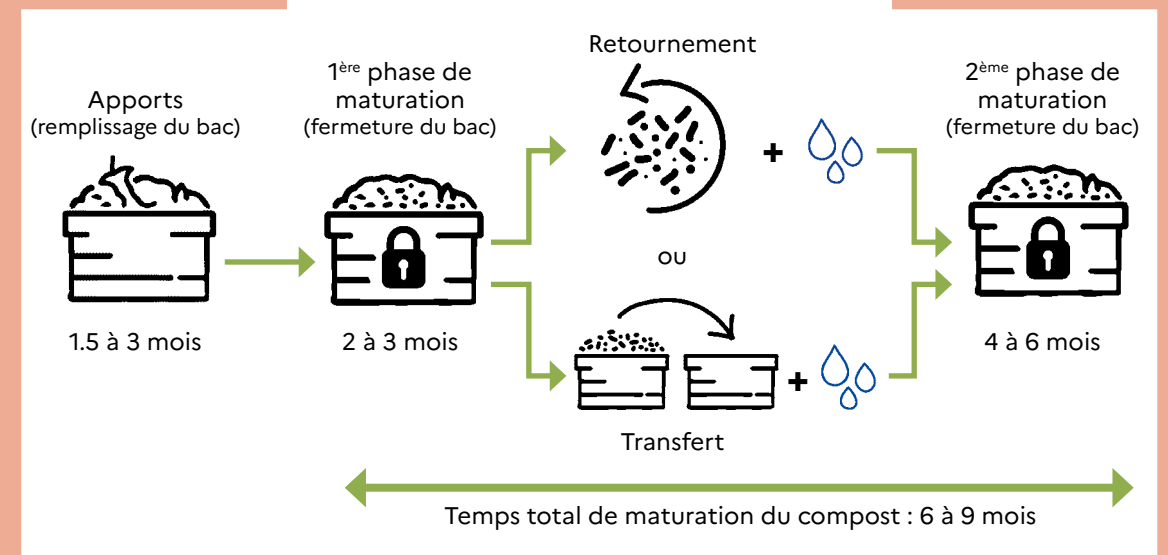 Apports
(remplissage du bac)
1.5 à 3 mois
1ère phase de
maturation
(fermeture du bac)
2 à 3 mois
Retournement
+
ou
+
Transfert
2ème phase de
maturation
(fermeture du bac)
4 à 6 mois
Temps total de maturation du compost : 6 à 9 mois